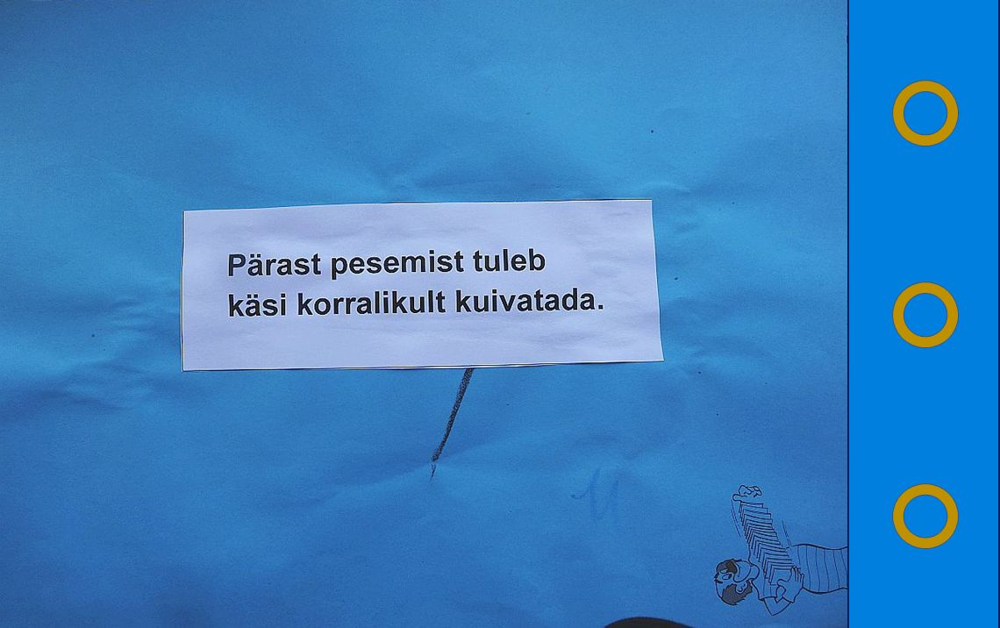 Pärast pesemist tuleb
käsi korralikult kuivatada.